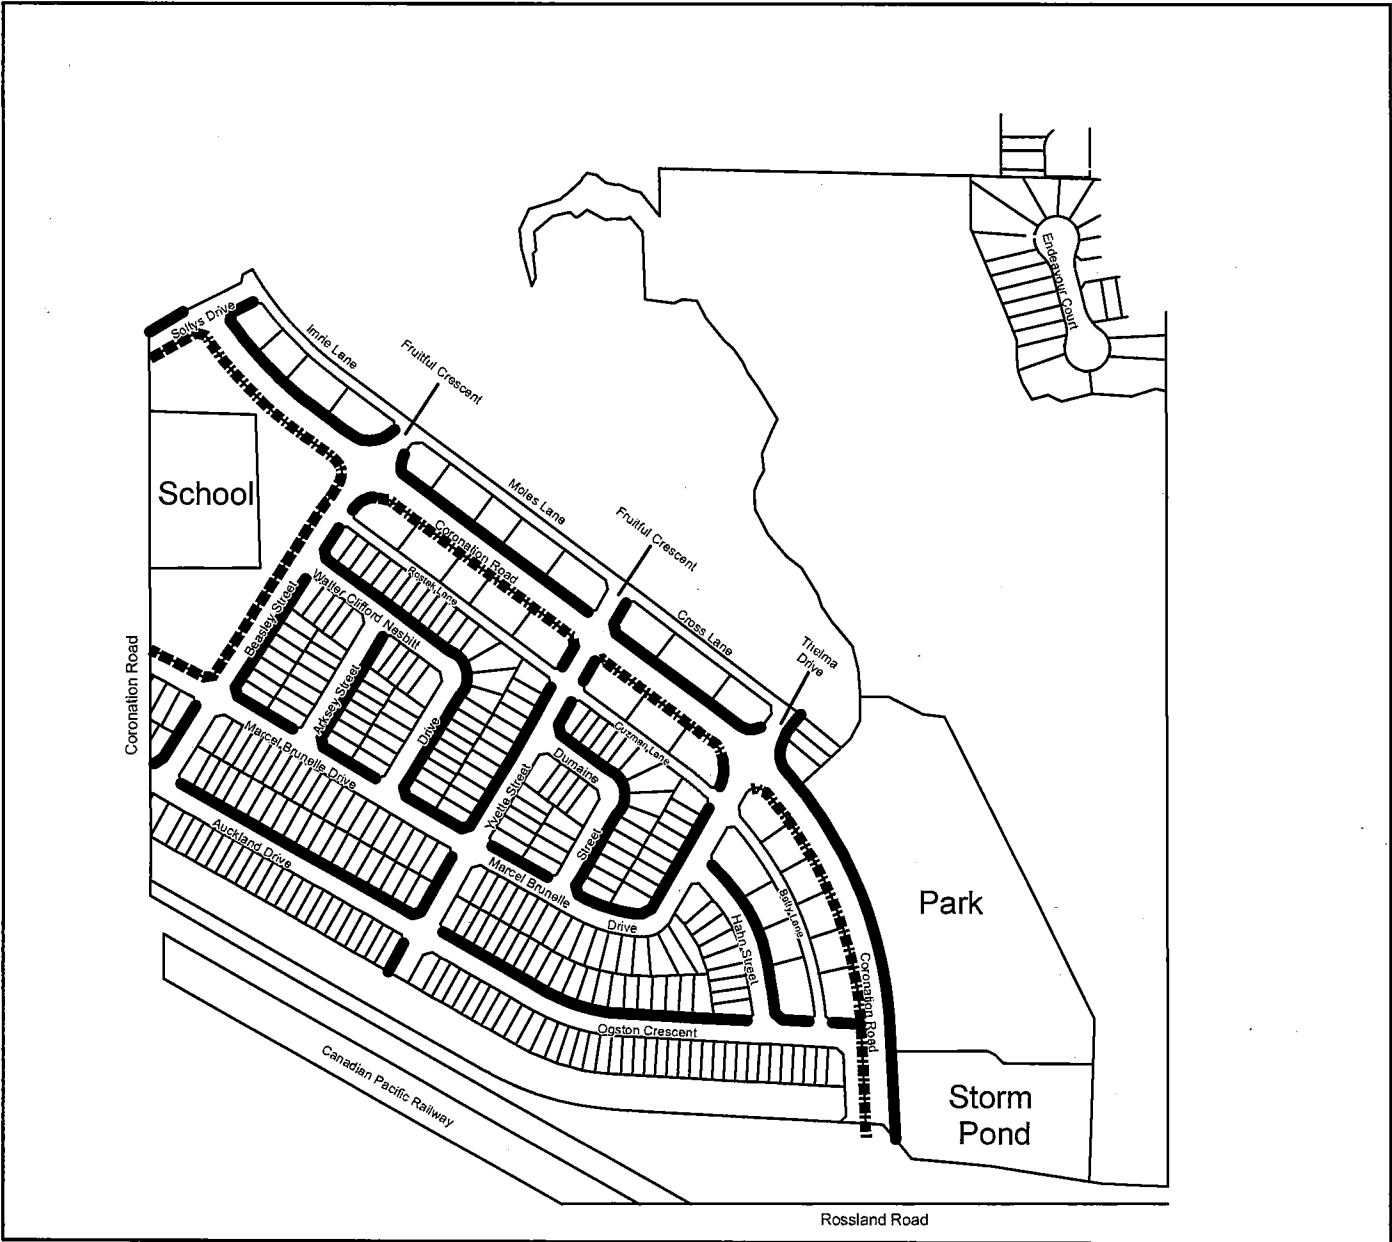 Endeavour Court
Soltys Drive
Imrie Lane
Fruitful Crescent
School
Moles Lane
Coronation Road
Fruitful Crescent
Rostek Lane
Walter Clifford Nesbitt
Drive
Beasley Street
Cross Lane
Thelma
Drive
Coronation Road
Arksey Street
Marcel Brunelle Drive
Guzman Lane
Dumaine
Street
Yvette Street
Auckland Drive
Marcel Brunelle
Drive
Park
Batly Lane
Hahn Street
Coronation Road
Ogston Crescent
Canadian Pacific Railway
Storm
Pond
Rossland Road